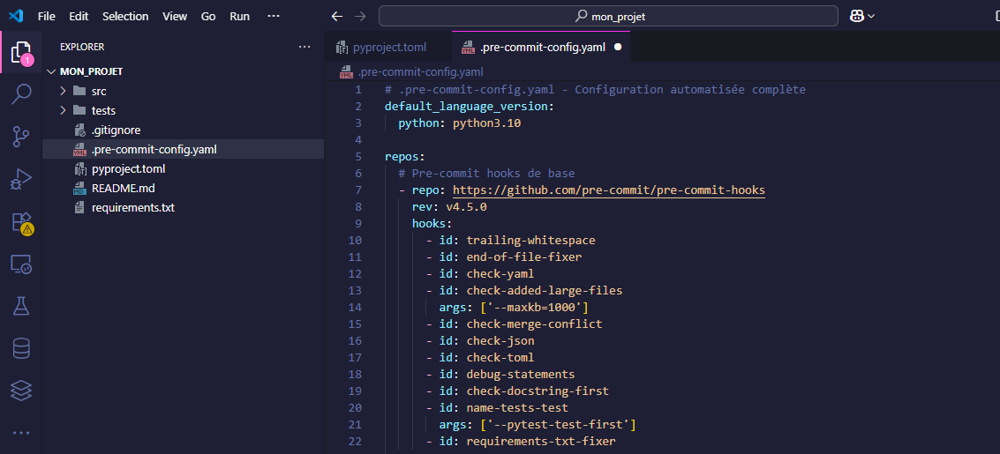 File Edit Selection View Go Run ···
mon_projet
EXPLORER ···
MON_PROJET
src
tests
.gitignore
.pre-commit-config.yaml
pyproject.toml
README.md
requirements.txt
1
pyproject.toml
.pre-commit-config.yaml
.pre-commit-config.yaml
1 # .pre-commit-config.yaml - Configuration automatisée complète
2 default_language_version:
3 python: python3.10
4
5 repos:
6 # Pre-commit hooks de base
7 - repo: https://github.com/pre-commit/pre-commit-hooks
8 rev: v4.5.0
9 hooks:
10 - id: trailing-whitespace
11 - id: end-of-file-fixer
12 - id: check-yaml
13 - id: check-added-large-files
14 args: ['--maxkb=1000']
15 - id: check-merge-conflict
16 - id: check-json
17 - id: check-toml
18 - id: debug-statements
19 - id: check-docstring-first
20 - id: name-tests-test
21 args: ['--pytest-test-first']
22 - id: requirements-txt-fixer